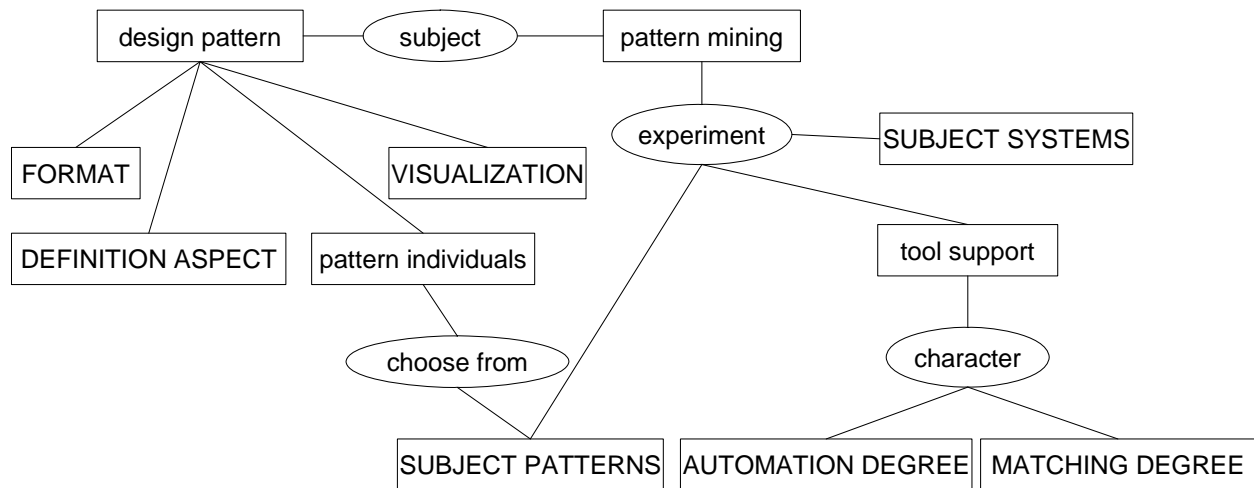 design pattern
subject
pattern mining
experiment
SUBJECT SYSTEMS
FORMAT
VISUALIZATION
DEFINITION ASPECT
pattern individuals
tool support
choose from
character
SUBJECT PATTERNS
AUTOMATION DEGREE
MATCHING DEGREE